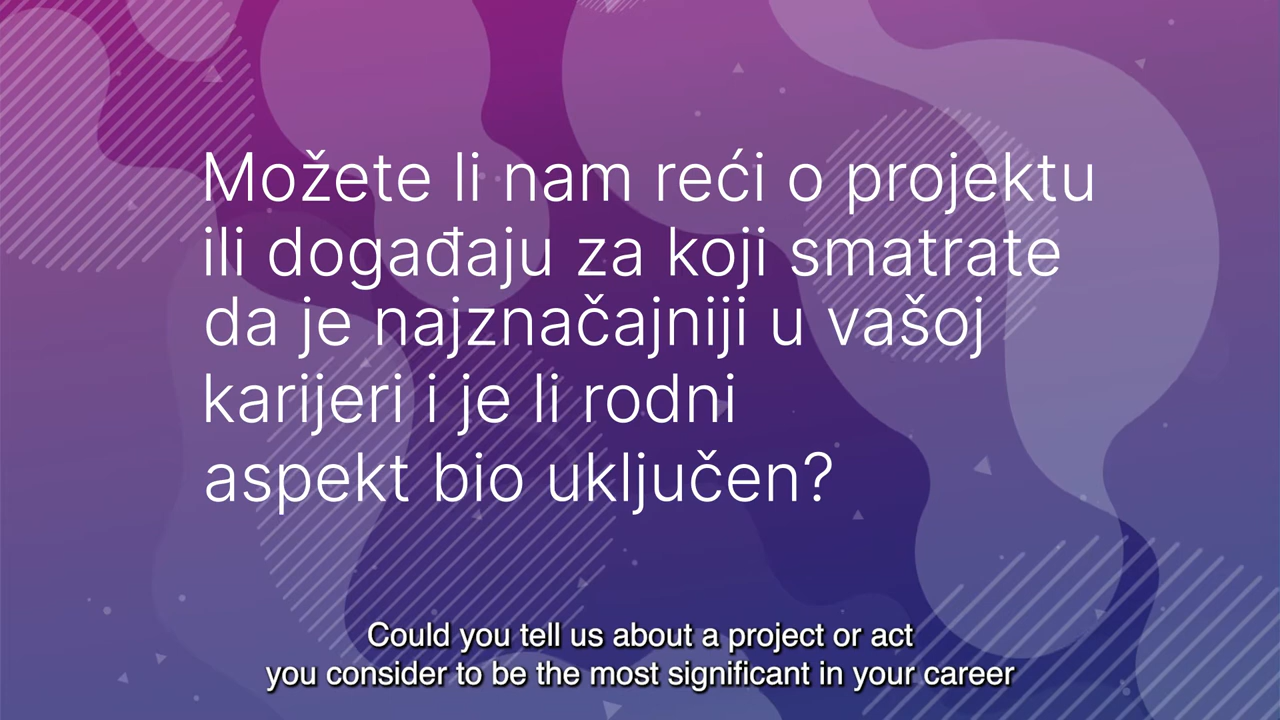 Možete li nam reći o projektu
ili događaju za koji smatrate
da je najznačajniji u vašoj
karijeri i je li rodni
aspekt bio uključen?
Could you tell us about a project or act
you consider to be the most significant in your career